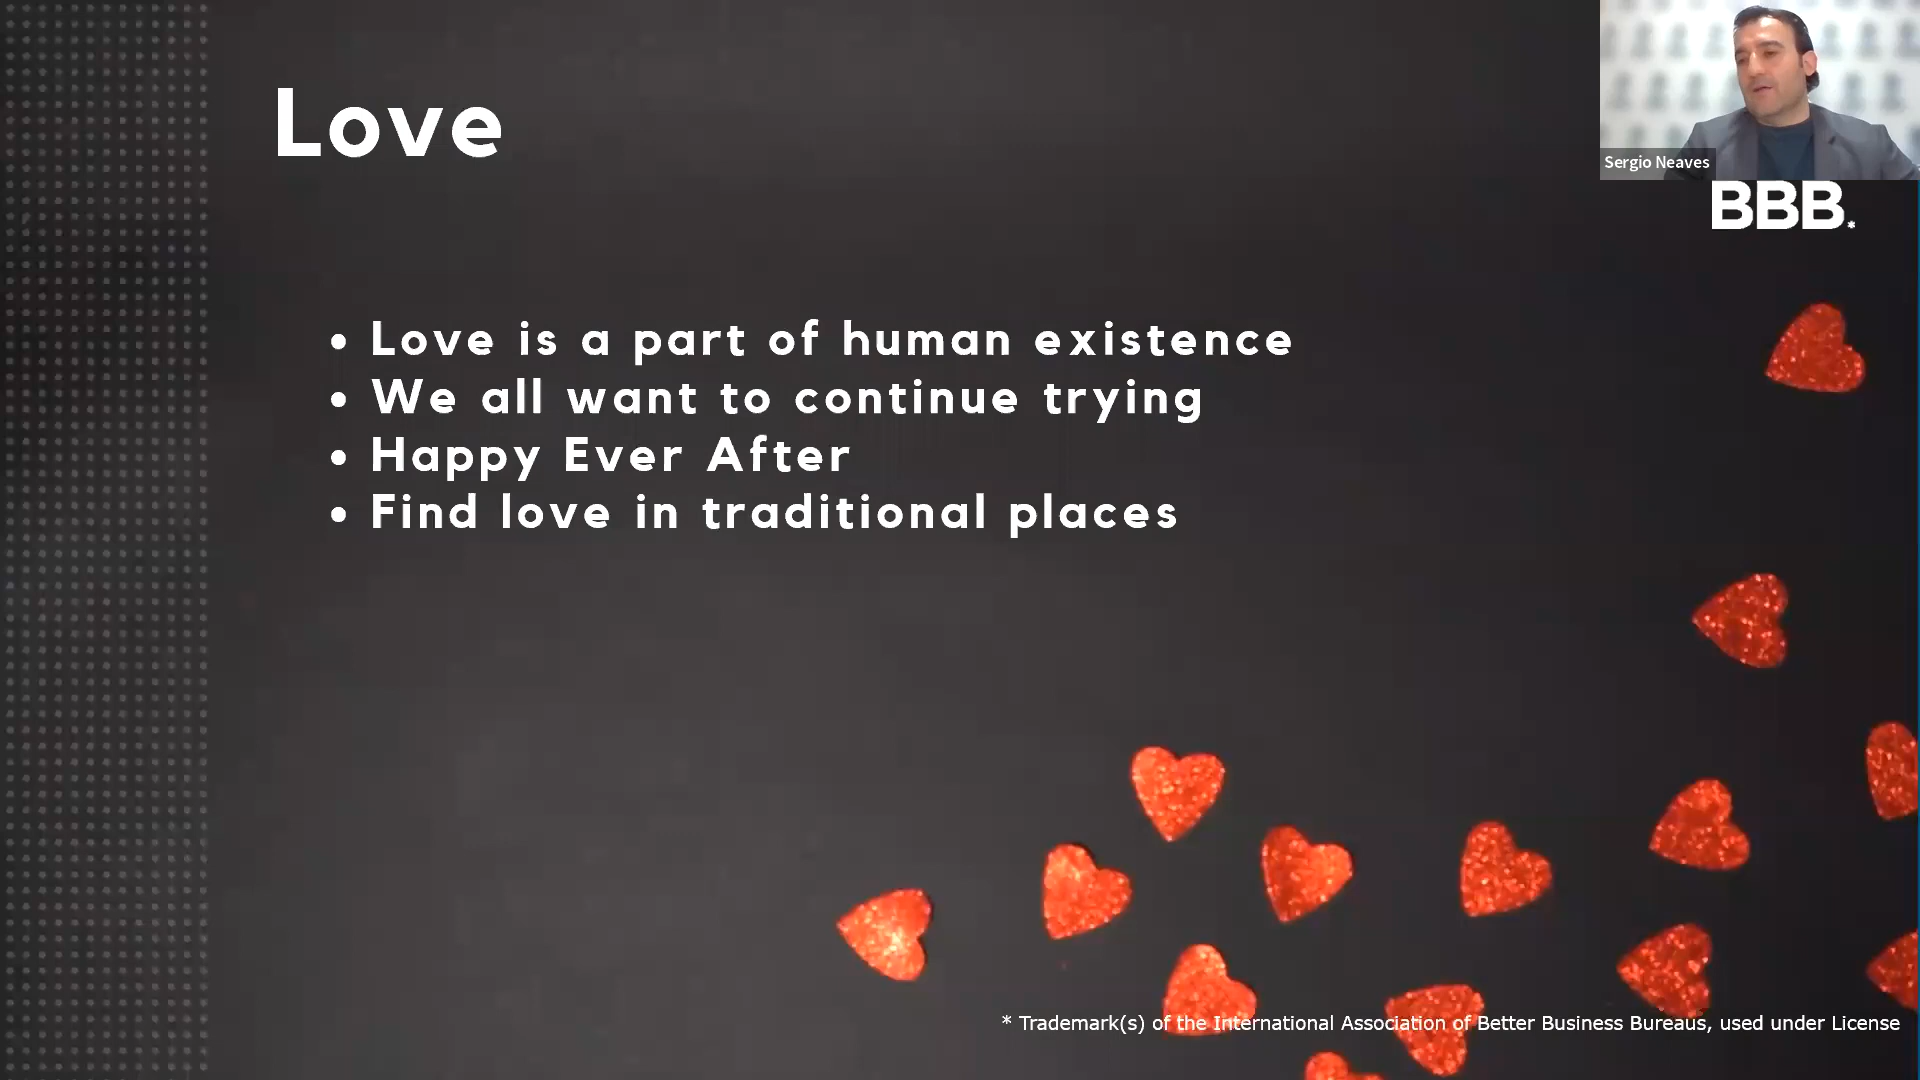 Love
Sergio Neaves
BBB.*
• Love is a part of human existence
• We all want to continue trying
• Happy Ever After
• Find love in traditional places
* Trademark(s) of the International Association of Better Business Bureaus, used under License